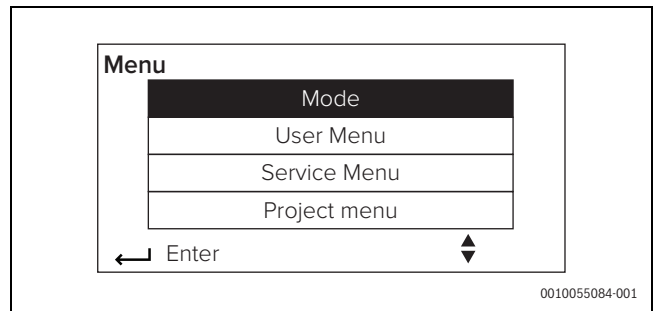 Menu
Mode
User Menu
Service Menu
Project menu
Enter
0010055084-001